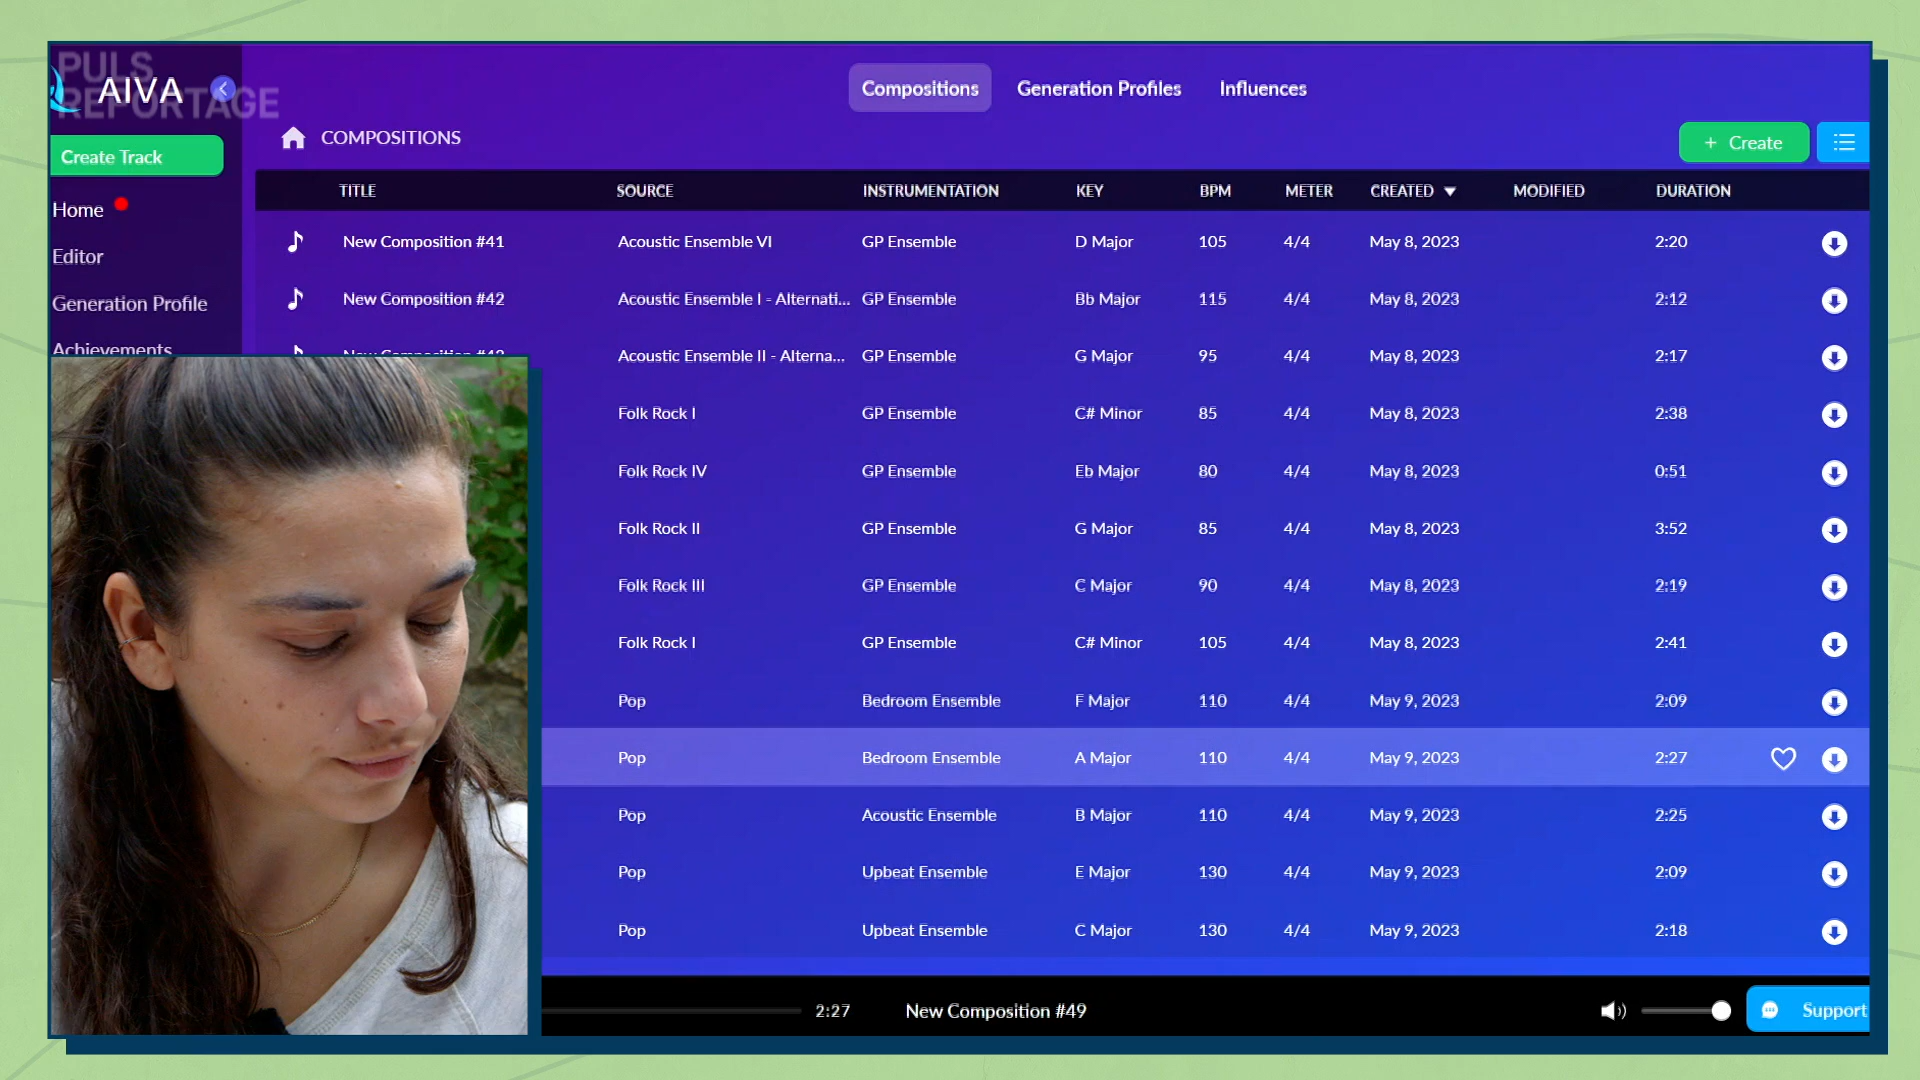 PULS
REPORTAGE
AIVA
Compositions Generation Profiles Influences
COMPOSITIONS
+ Create
Create Track
Home
Editor
Generation Profile
Achievements
TITLE SOURCE INSTRUMENTATION KEY BPM METER CREATED MODIFIED DURATION
New Composition #41 Acoustic Ensemble VI GP Ensemble D Major 105 4/4 May 8, 2023 2:20
New Composition #42 Acoustic Ensemble I - Alternati... GP Ensemble Bb Major 115 4/4 May 8, 2023 2:12
New Composition #43 Acoustic Ensemble II - Alterna... GP Ensemble G Major 95 4/4 May 8, 2023 2:17
Folk Rock I GP Ensemble C# Minor 85 4/4 May 8, 2023 2:38
Folk Rock IV GP Ensemble Eb Major 80 4/4 May 8, 2023 0:51
Folk Rock II GP Ensemble G Major 85 4/4 May 8, 2023 3:52
Folk Rock III GP Ensemble C Major 90 4/4 May 8, 2023 2:19
Folk Rock I GP Ensemble C# Minor 105 4/4 May 8, 2023 2:41
Pop Bedroom Ensemble F Major 110 4/4 May 9, 2023 2:09
Pop Bedroom Ensemble A Major 110 4/4 May 9, 2023 2:27
Pop Acoustic Ensemble B Major 110 4/4 May 9, 2023 2:25
Pop Upbeat Ensemble E Major 130 4/4 May 9, 2023 2:09
Pop Upbeat Ensemble C Major 130 4/4 May 9, 2023 2:18
2:27 New Composition #49
Support